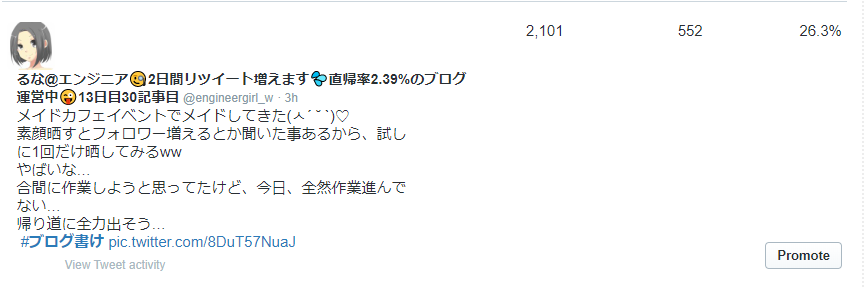 2,101 552 26.3%
るな@エンジニア🧐2日間リツイート増えます💦直帰率2.39%のブログ
運営中😜13日目30記事目 @engineergirl_w · 3h
メイドカフェイベントでメイドしてきた(ㅅ´ ˘ `)♡
素顔晒すとフォロワー増えるとか聞いた事あるから、試し
に1回だけ晒してみるww
やばいな…
合間に作業しようと思ってたけど、今日、全然作業進んで
ない…
帰り道に全力出そう…
#ブログ書け pic.twitter.com/8DuT57NuaJ
View Tweet activity
Promote